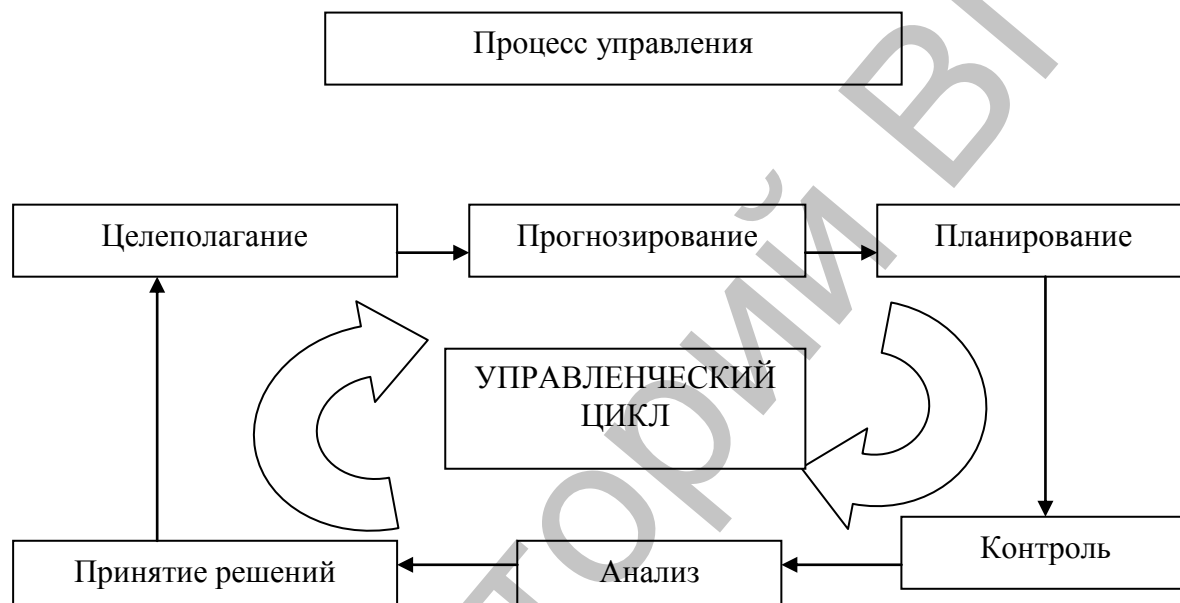 Процесс управления
Целеполагание
Прогнозирование
Планирование
УПРАВЛЕНЧЕСКИЙ
ЦИКЛ
Контроль
Анализ
Принятие решений